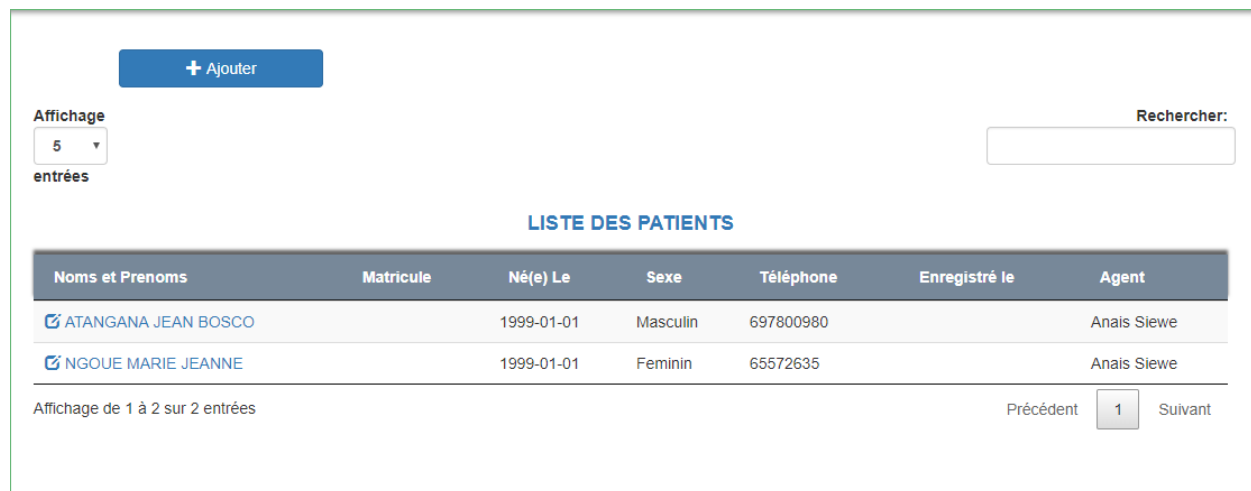 Ajouter
Affichage
Rechercher:
5
entrées
LISTE DES PATIENTS
Noms et Prenoms Matricule Né(e) Le Sexe Téléphone Enregistré le Agent
ATANGANA JEAN BOSCO 1999-01-01 Masculin 697800980 Anais Siewe
NGOUE MARIE JEANNE 1999-01-01 Feminin 65572635 Anais Siewe
Affichage de 1 à 2 sur 2 entrées Précédent 1 Suivant